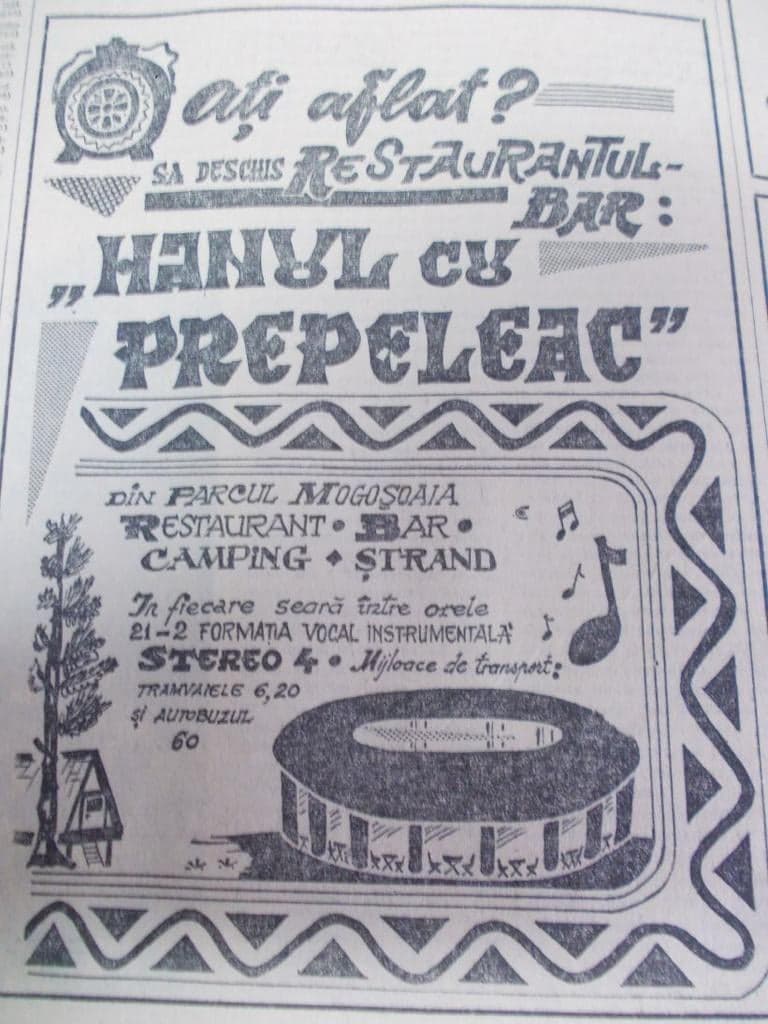 Ați aflat?
SA DESCHIS RESTAURANTUL-
BAR:
„HANUL CU
PREPELEAC”
DIN PARCUL MOGOȘOAIA
RESTAURANT • BAR •
CAMPING • ȘTRAND
In fiecare seară între orele
21-2 FORMAȚIA VOCAL INSTRUMENTALĂ
STEREO 4 • Mijloace de transport:
TRAMVAIELE 6,20
și AUTOBUZUL
60